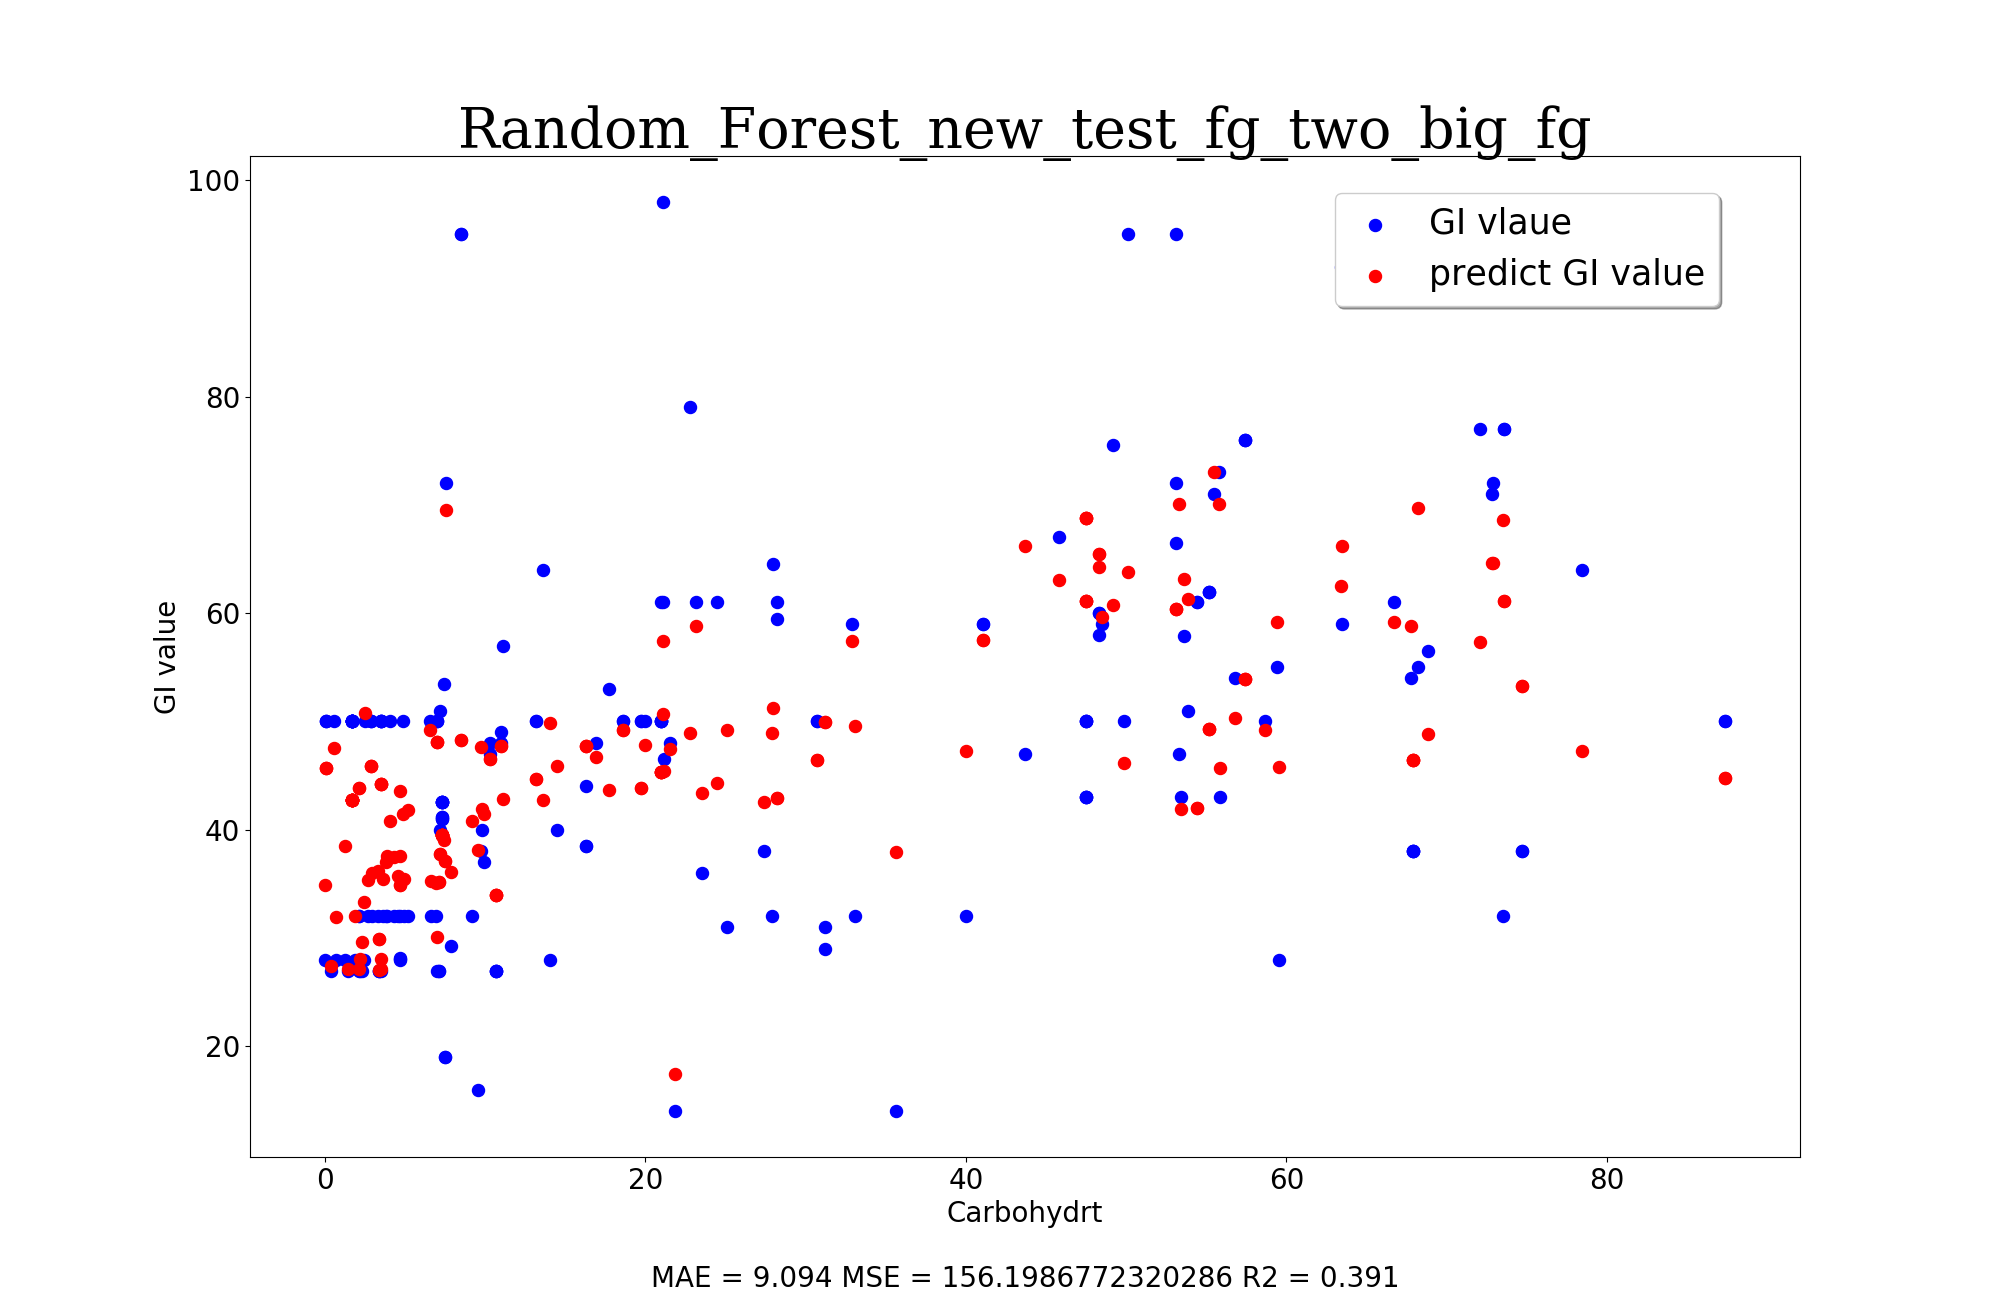 Random_Forest_new_test_fg_two_big_fg
100
80
60
40
20
GI value
GI vlaue
predict GI value
0 20 40 60 80
Carbohydrt
MAE = 9.094 MSE = 156.1986772320286 R2 = 0.391